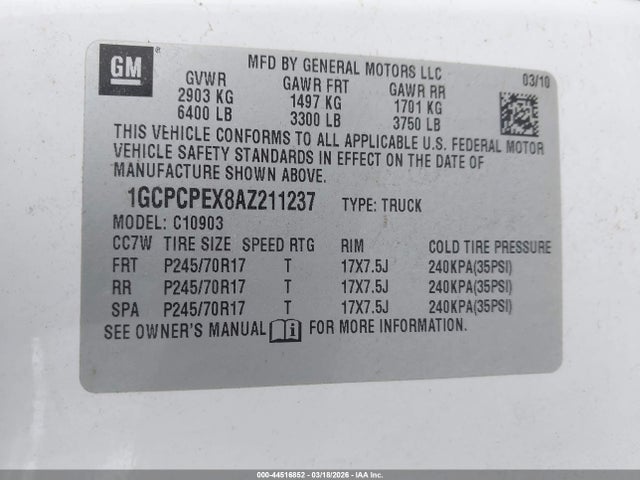 GM
MFD BY GENERAL MOTORS LLC
03/10
GVWR GAWR FRT GAWR RR
2903 KG 1497 KG 1701 KG
6400 LB 3300 LB 3750 LB
THIS VEHICLE CONFORMS TO ALL APPLICABLE U.S. FEDERAL MOTOR
VEHICLE SAFETY STANDARDS IN EFFECT ON THE DATE OF
MANUFACTURE SHOWN ABOVE.
1GCPCPEX8AZ211237 TYPE: TRUCK
MODEL: C10903
CC7W TIRE SIZE SPEED RTG RIM COLD TIRE PRESSURE
FRT P245/70R17 T 17X7.5J 240KPA(35PSI)
RR P245/70R17 T 17X7.5J 240KPA(35PSI)
SPA P245/70R17 T 17X7.5J 240KPA(35PSI)
SEE OWNER'S MANUAL FOR MORE INFORMATION.
000-44516852 - 03/18/2026 - IAAI.COM